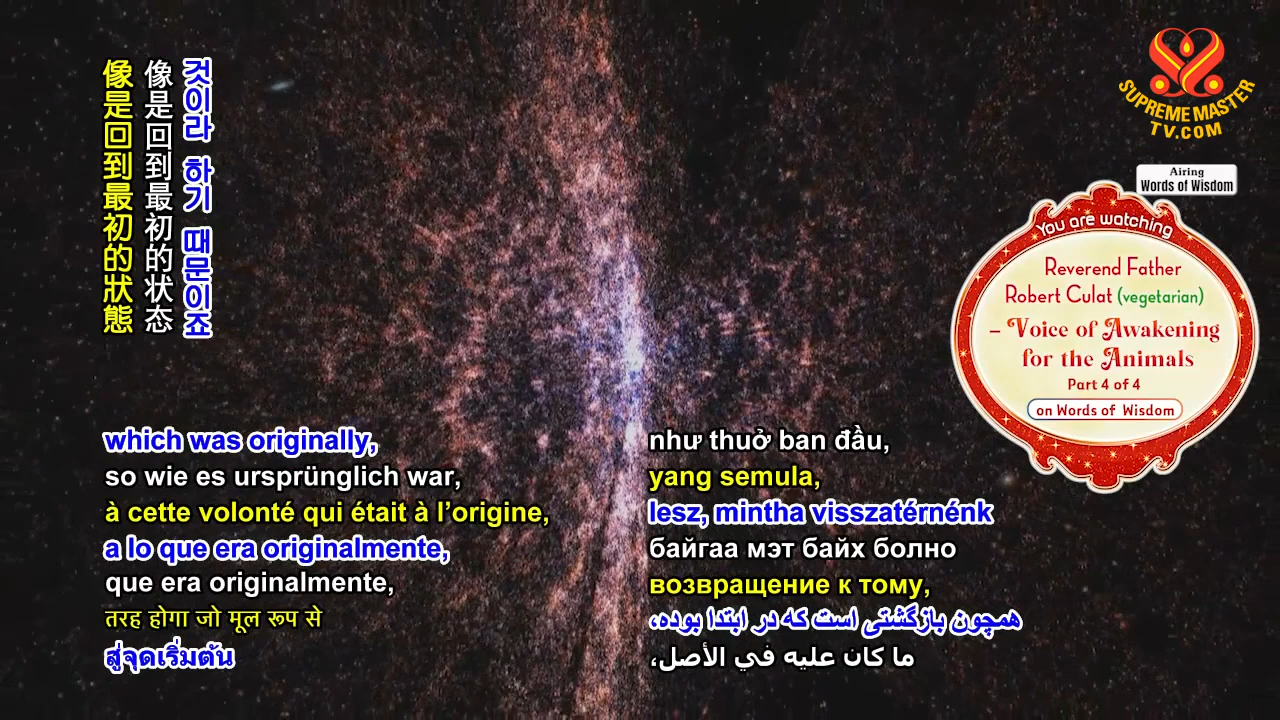 像是回到最初的狀態
像是回到最初的状态
것이라 하기 때문이죠
SUPREME MASTER
TV.COM
Airing
Words of Wisdom
You are watching
Reverend Father
Robert Culat (vegetarian)
– Voice of Awakening
for the Animals
Part 4 of 4
on Words of Wisdom
which was originally,
so wie es ursprünglich war,
à cette volonté qui était à l’origine,
a lo que era originalmente,
que era originalmente,
तरह होगा जो मूल रूप से
สู่จุดเริ่มต้น
như thuở ban đầu,
yang semula,
lesz, mintha visszatérnénk
байгаа мэт байх болно
возвращение к тому,
همچون بازگشتی است که در ابتدا بوده،
ما كان عليه في الأصل،